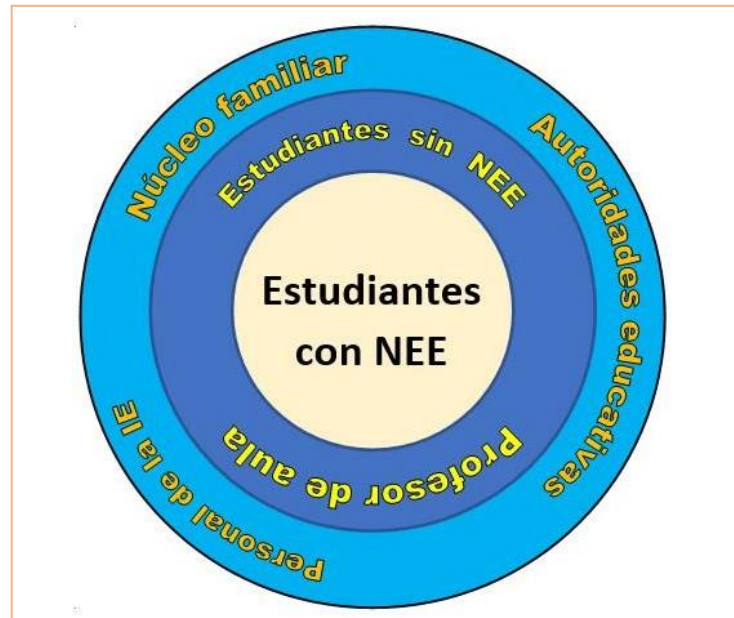 Núcleo familiar
Autoridades educativas
Personal de la IE
Estudiantes sin NEE
Profesor de aula
Estudiantes
con NEE